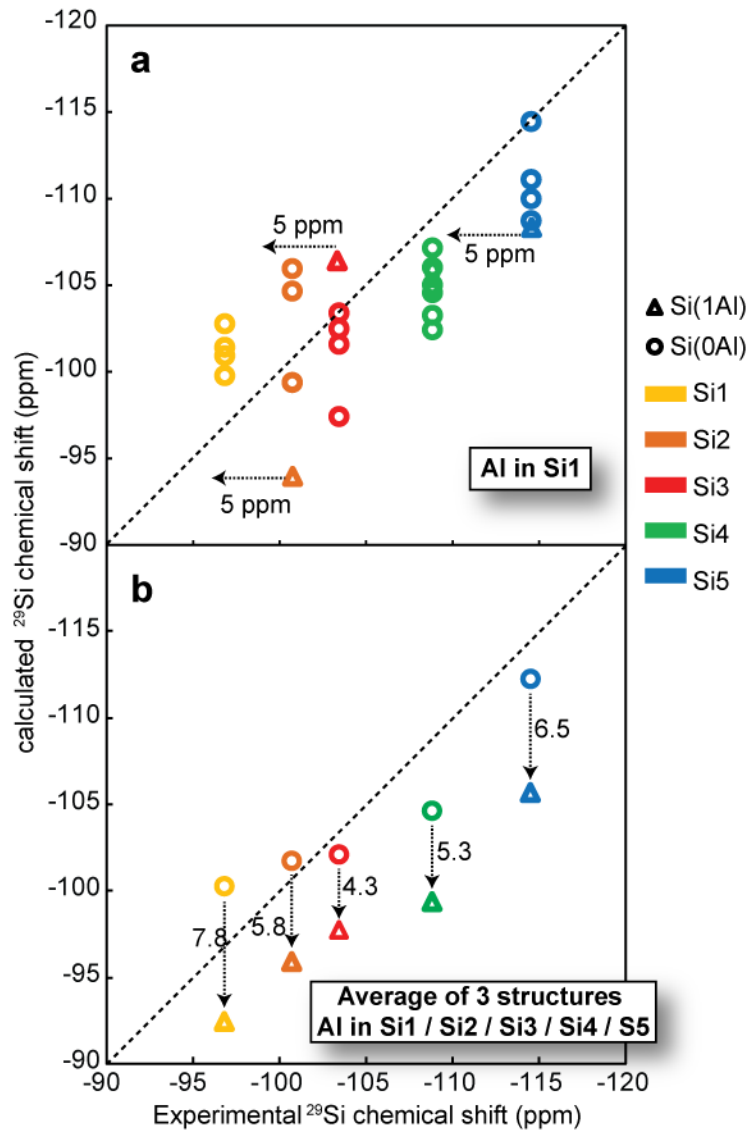 -120
a
-115
-110
5 ppm
5 ppm
-105
-100
-95
5 ppm
Al in Si1
-90
Si(1Al)
Si(0Al)
Si1
Si2
Si3
Si4
Si5
calculated ²⁹Si chemical shift (ppm)
b
-115
-110
6.5
-105
5.3
-100
4.3
5.8
7.8
-95
Average of 3 structures
Al in Si1 / Si2 / Si3 / Si4 / S5
-90
-90 -95 -100 -105 -110 -115 -120
Experimental ²⁹Si chemical shift (ppm)